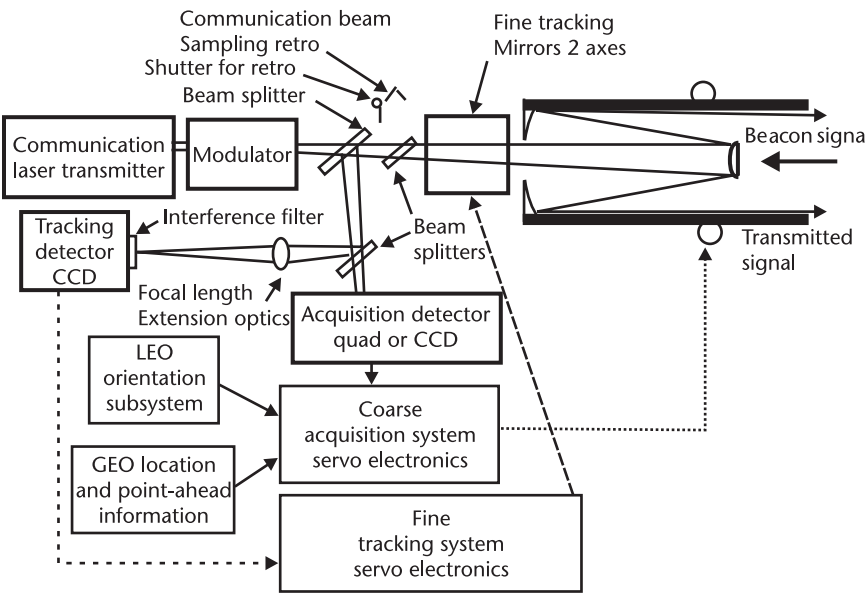 Communication beam
Sampling retro
Shutter for retro
Beam splitter
Fine tracking
Mirrors 2 axes
Communication
laser transmitter
Modulator
Beacon signa
Tracking
detector
CCD
Interference filter
Beam
splitters
Transmitted
signal
Focal length
Extension optics
Acquisition detector
quad or CCD
LEO
orientation
subsystem
Coarse
acquisition system
servo electronics
GEO location
and point-ahead
information
Fine
tracking system
servo electronics